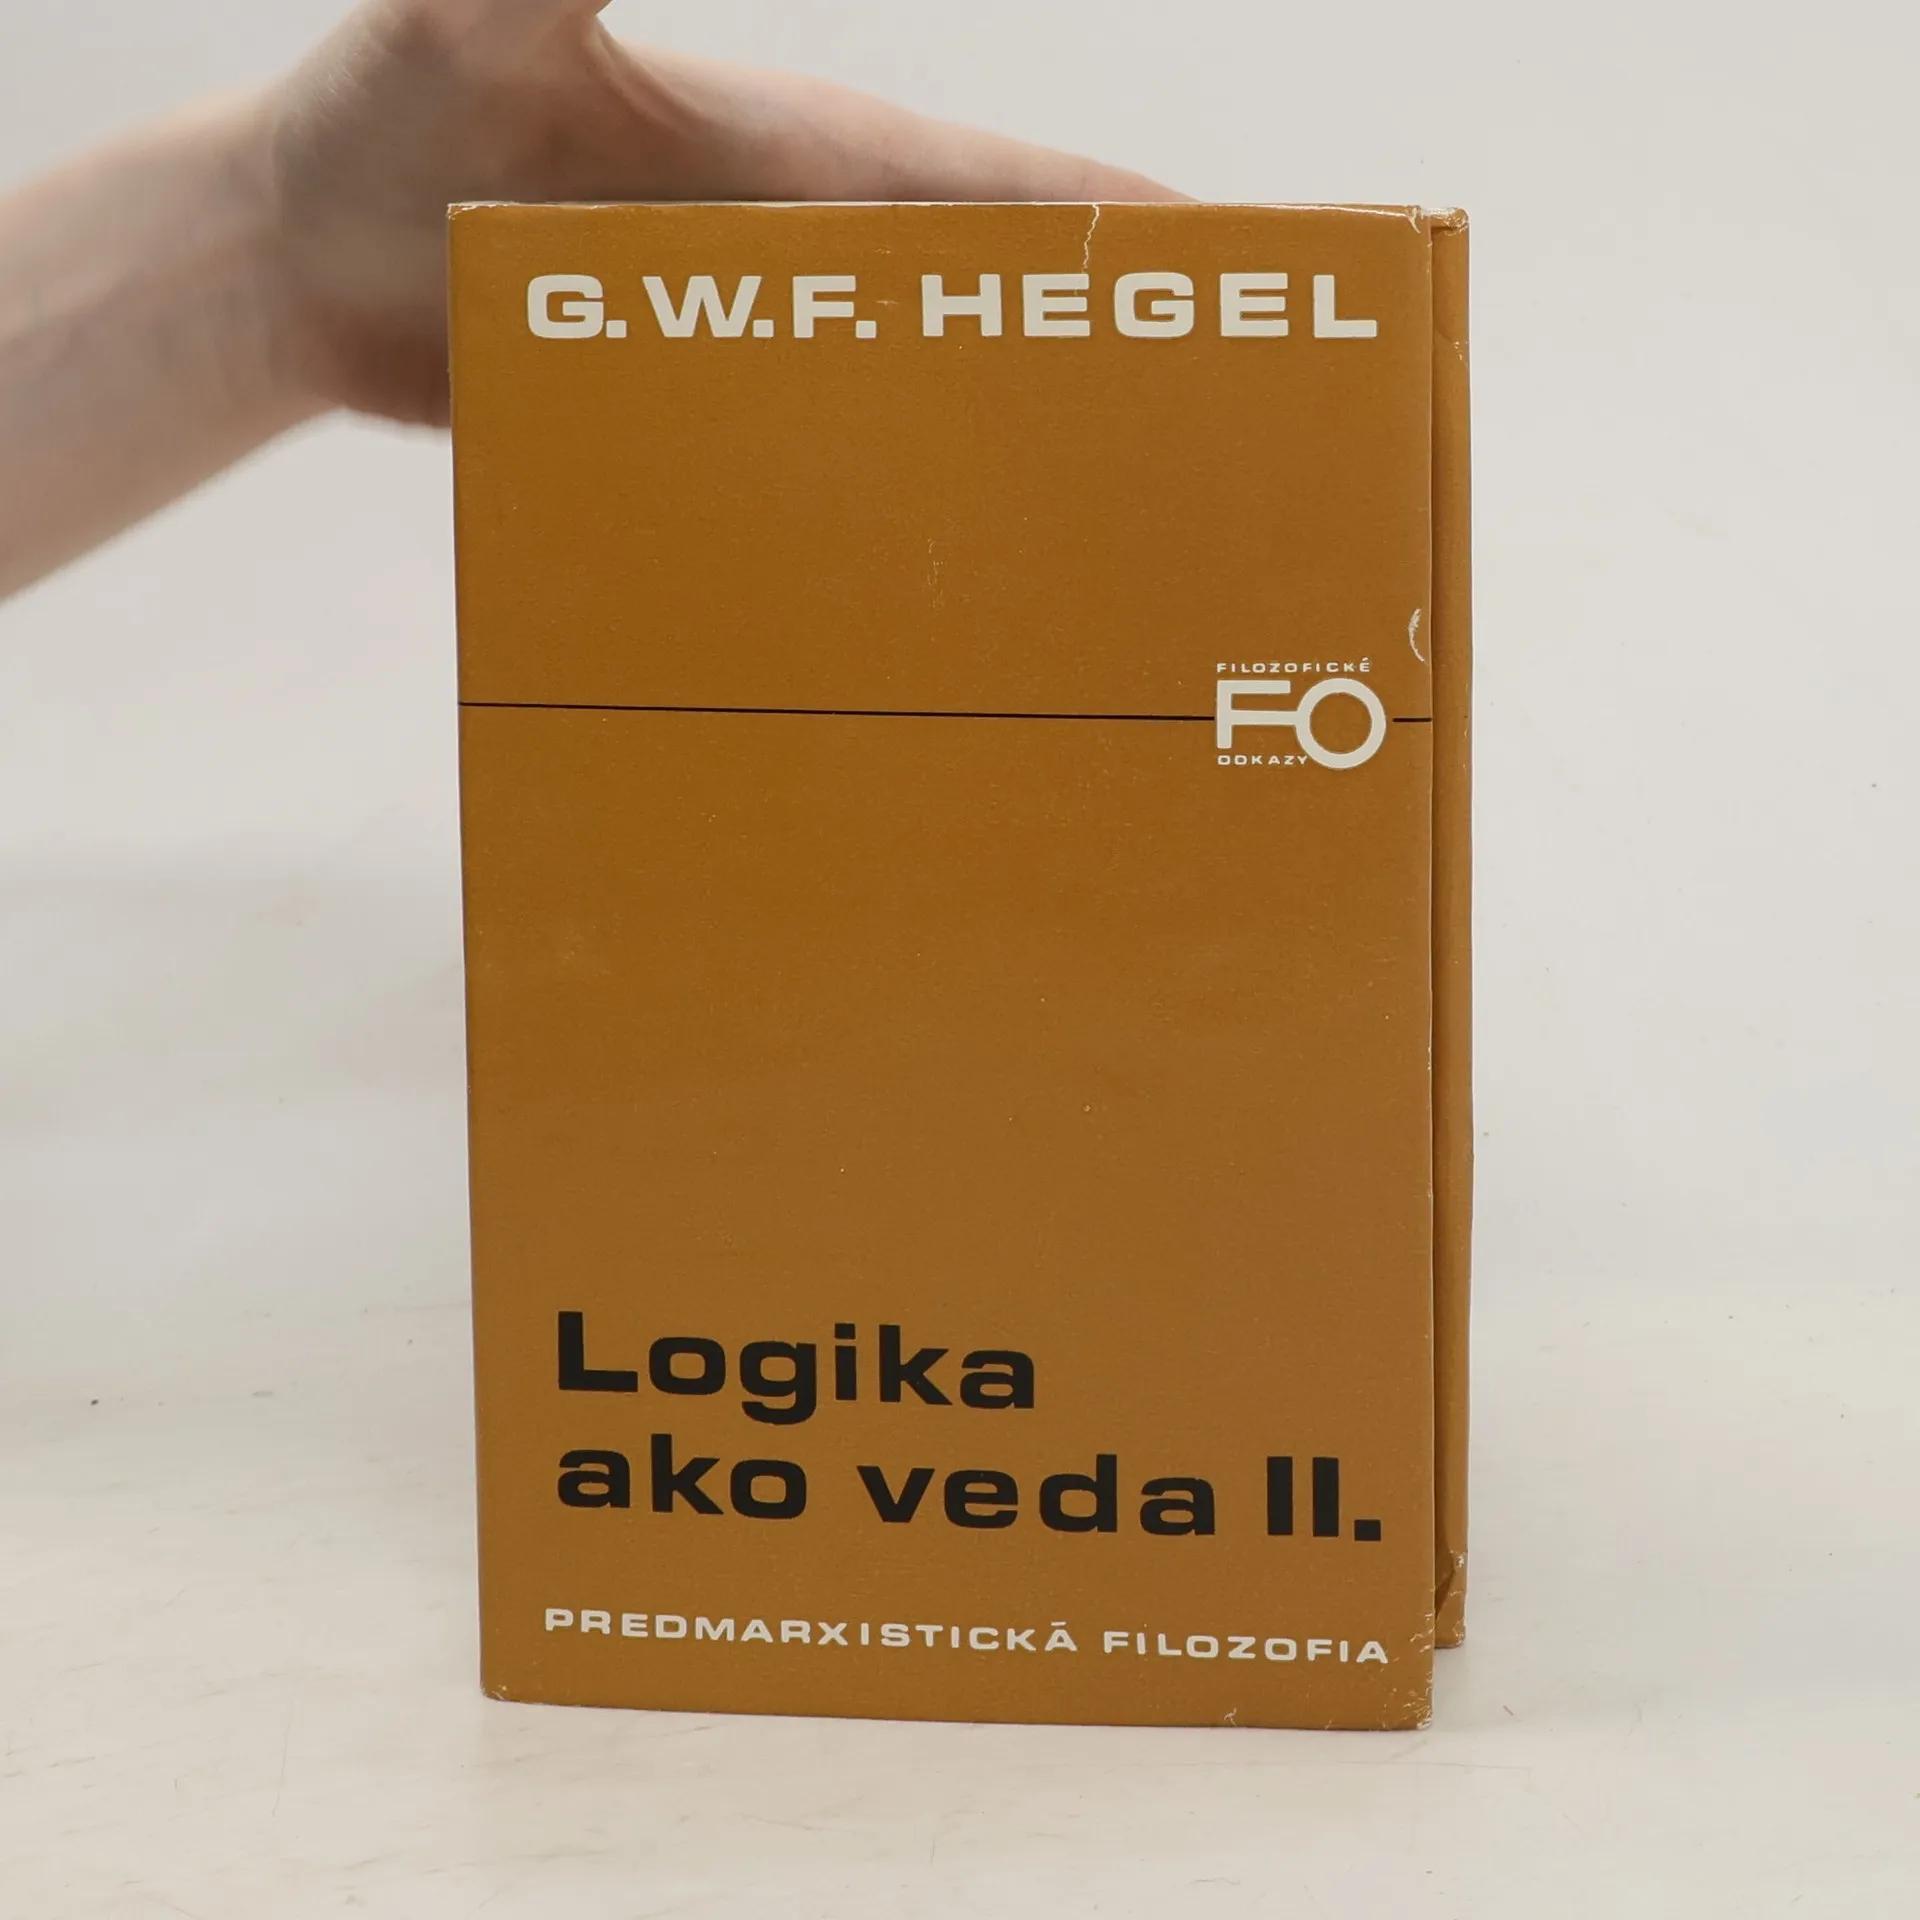 G.W.F. HEGEL
FILOZOFICKÉ
FO
ODKAZY
Logika
ako veda II.
PREDMARXISTICKÁ FILOZOFIA